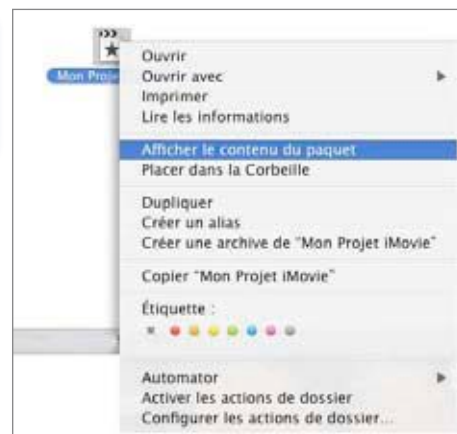 Mon Proje
Ouvrir
Ouvrir avec
Imprimer
Lire les informations
Afficher le contenu du paquet
Placer dans la Corbeille
Dupliquer
Créer un alias
Créer une archive de "Mon Projet iMovie"
Copier "Mon Projet iMovie"
Étiquette :
Automator
Activer les actions de dossier
Configurer les actions de dossier...